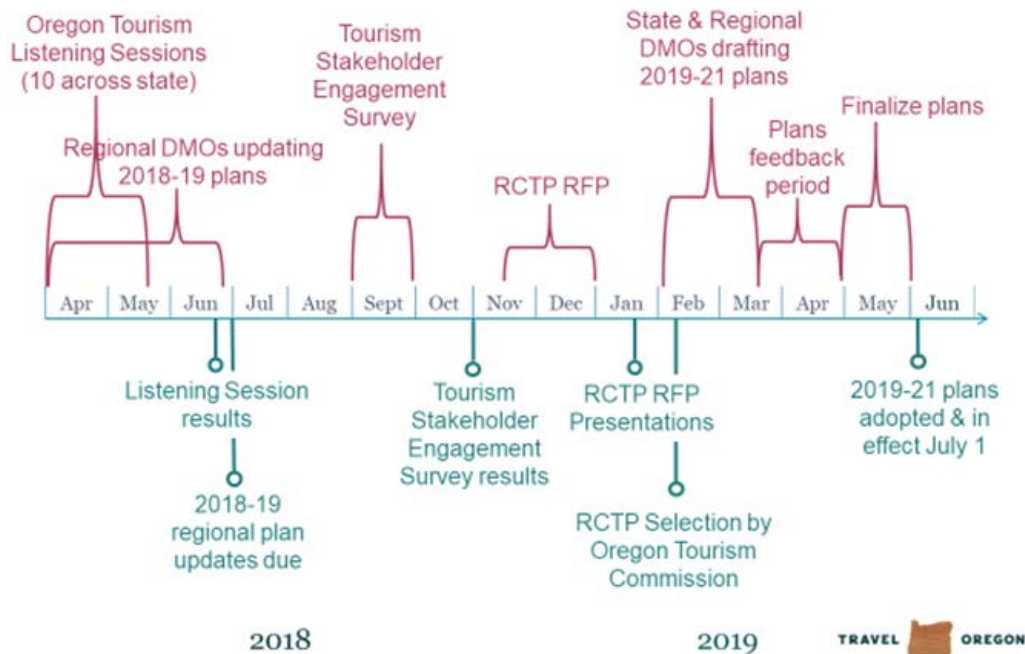 Oregon Tourism
Listening Sessions
(10 across state)
Regional DMOs updating
2018-19 plans
Tourism
Stakeholder
Engagement
Survey
RCTP RFP
State & Regional
DMOs drafting
2019-21 plans
Plans
feedback
period
Finalize plans
Apr May Jun Jul Aug Sept Oct Nov Dec Jan Feb Mar Apr May Jun
Listening Session
results
2018-19
regional plan
updates due
Tourism
Stakeholder
Engagement
Survey results
RCTP RFP
Presentations
RCTP Selection by
Oregon Tourism
Commission
2019-21 plans
adopted & in
effect July 1
2018
2019
TRAVEL OREGON